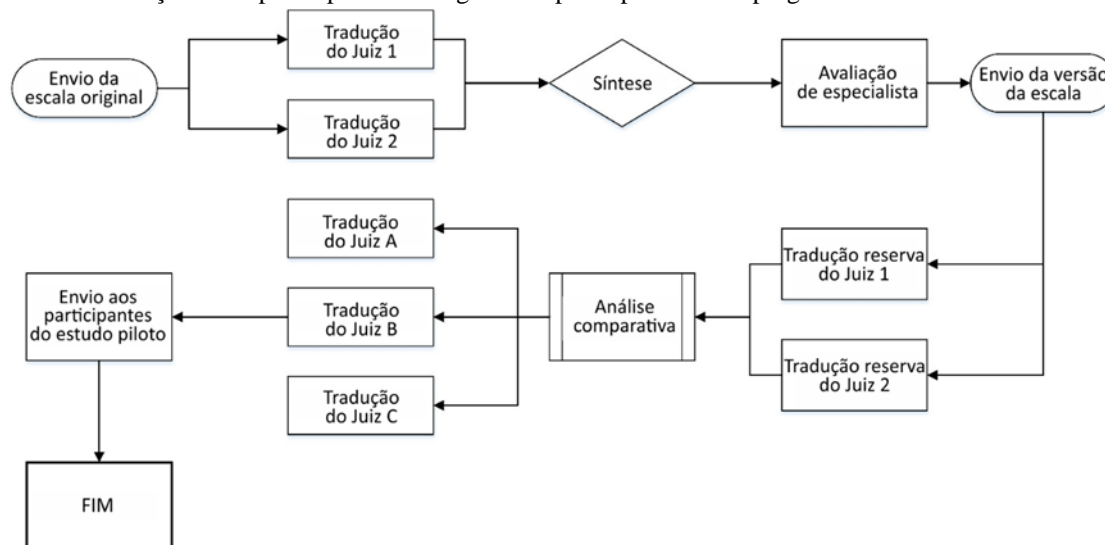 Envio da
escala original
Tradução
do Juiz 1
Tradução
do Juiz 2
Síntese
Avaliação
de especialista
Envio da versão
da escala
Tradução reserva
do Juiz 1
Tradução reserva
do Juiz 2
Análise
comparativa
Tradução
do Juiz A
Tradução
do Juiz B
Tradução
do Juiz C
Envio aos
participantes
do estudo piloto
FIM